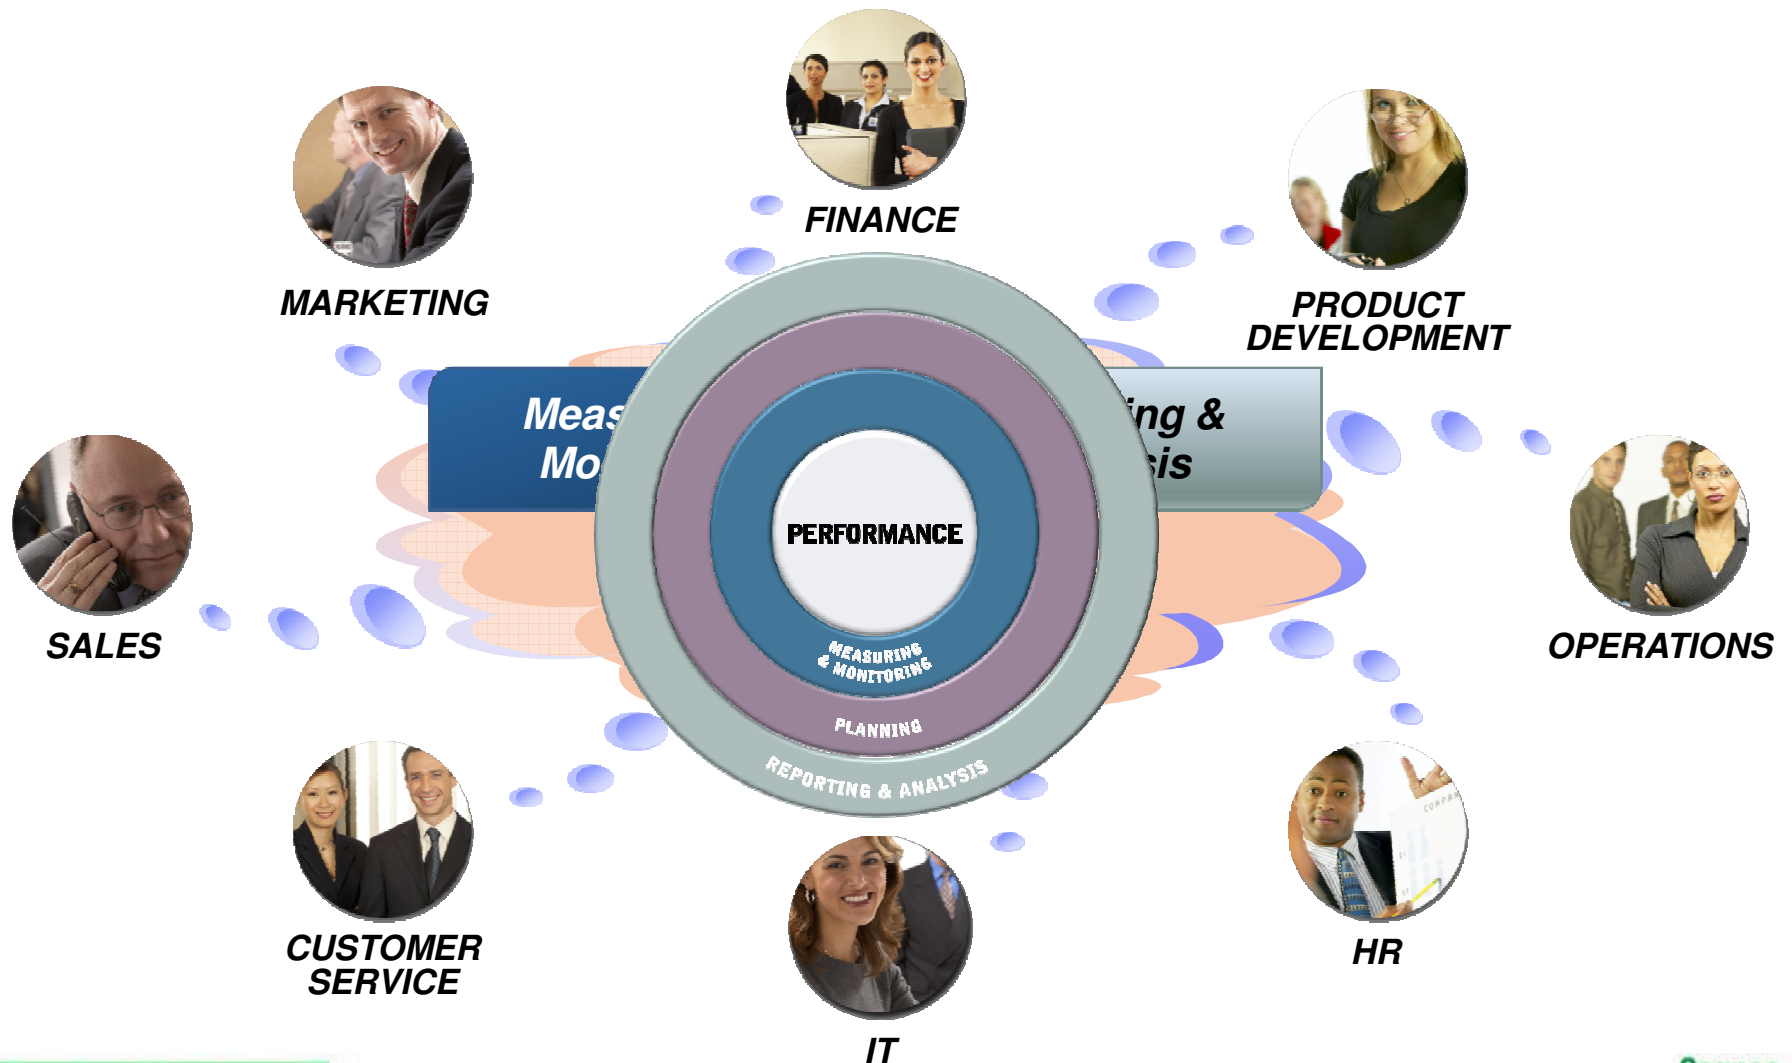 FINANCE
MARKETING
PRODUCT
DEVELOPMENT
Meas
Mo
ing &
sis
PERFORMANCE
MEASURING
& MONITORING
PLANNING
REPORTING & ANALYSIS
SALES
OPERATIONS
CUSTOMER
SERVICE
IT
HR